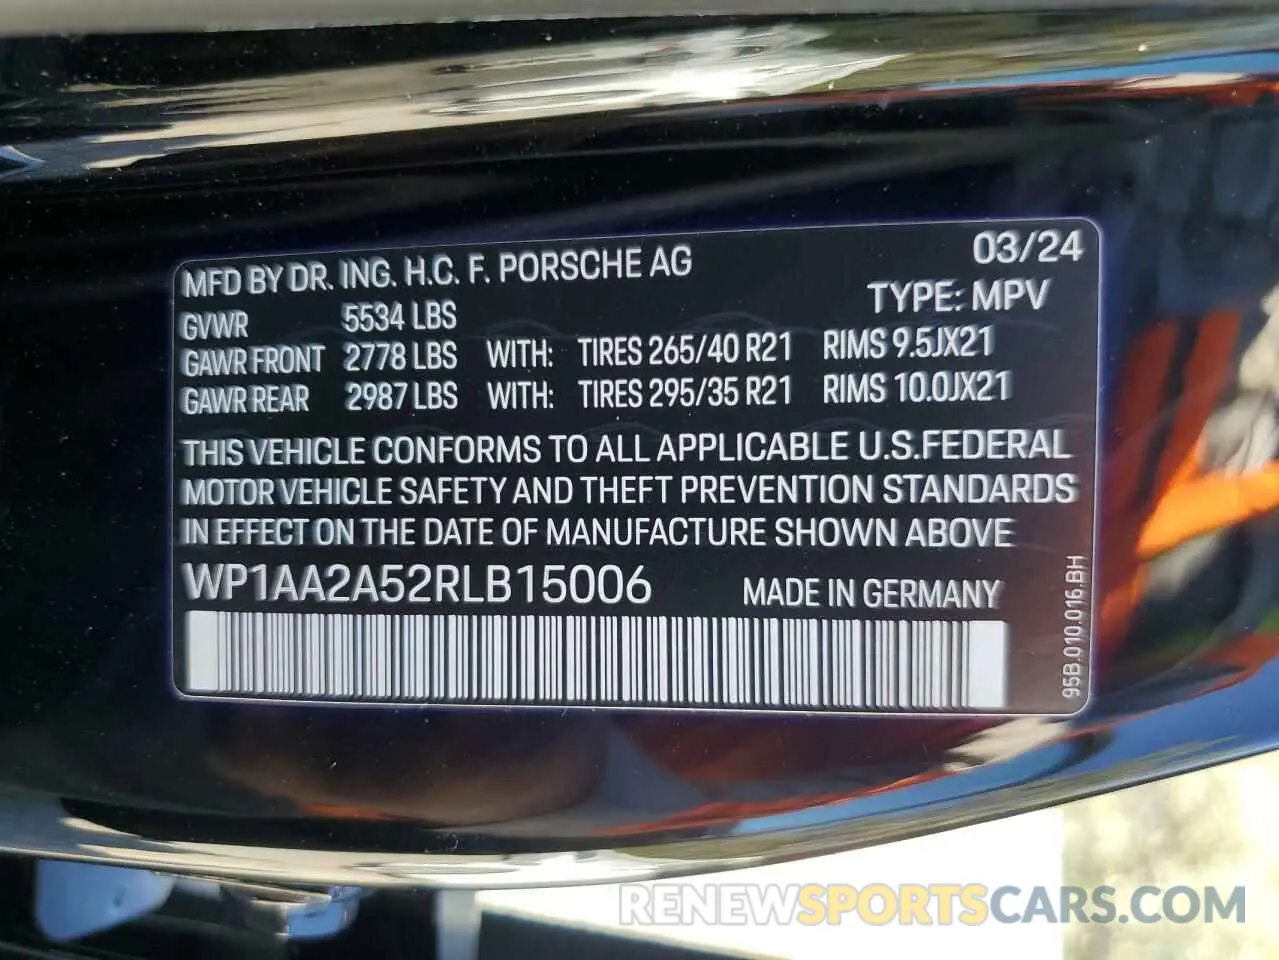 MFD BY DR. ING. H.C. F. PORSCHE AG 03/24
TYPE: MPV
GVWR 5534 LBS
GAWR FRONT 2778 LBS WITH: TIRES 265/40 R21 RIMS 9.5JX21
GAWR REAR 2987 LBS WITH: TIRES 295/35 R21 RIMS 10.0JX21
THIS VEHICLE CONFORMS TO ALL APPLICABLE U.S.FEDERAL
MOTOR VEHICLE SAFETY AND THEFT PREVENTION STANDARDS
IN EFFECT ON THE DATE OF MANUFACTURE SHOWN ABOVE
WP1AA2A52RLB15006 MADE IN GERMANY
95B.010.016.BH
RENEWSPORTSCARS.COM